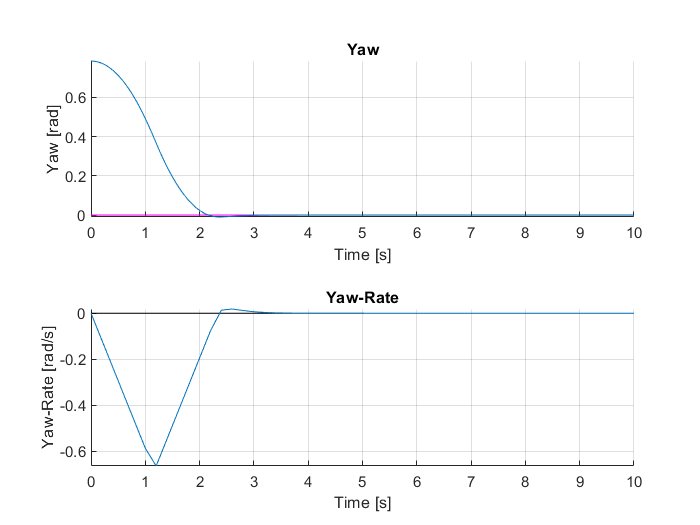 Yaw
Yaw [rad]
0.6
0.4
0.2
0
0 1 2 3 4 5 6 7 8 9 10
Time [s]
Yaw-Rate
Yaw-Rate [rad/s]
0
-0.2
-0.4
-0.6
0 1 2 3 4 5 6 7 8 9 10
Time [s]